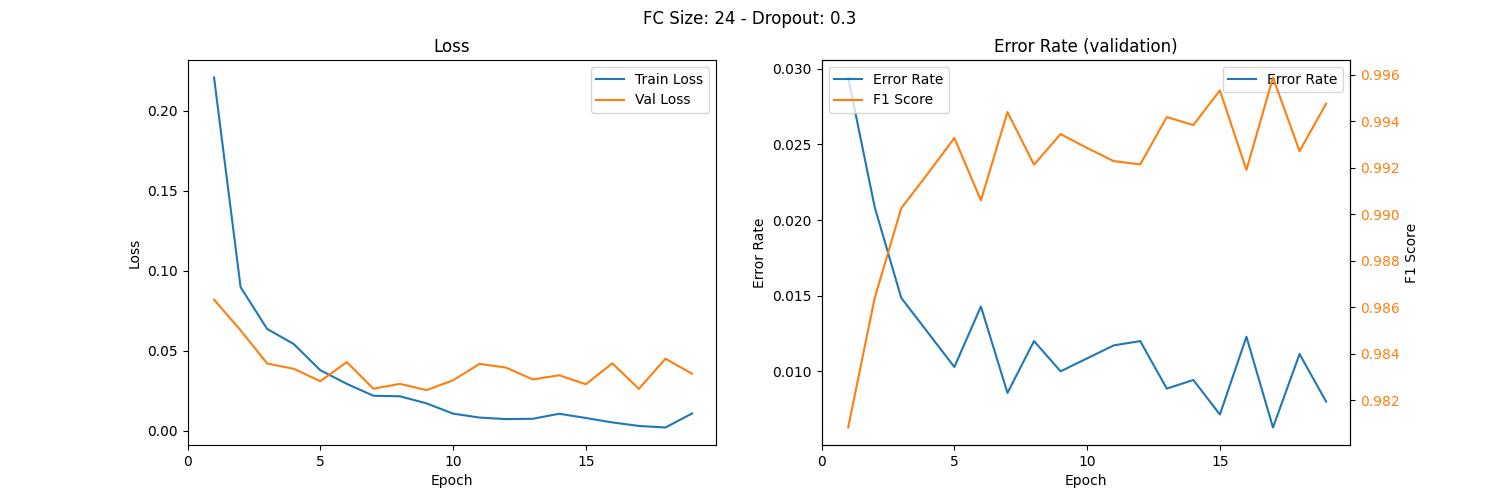 FC Size: 24 - Dropout: 0.3
Loss
Train Loss
Val Loss
0.20
0.15
0.10
0.05
0.00
Loss
0
5
10
15
Epoch
Error Rate (validation)
Error Rate
F1 Score
Error Rate
0.030
0.025
0.020
0.015
0.010
Error Rate
0
5
10
15
Epoch
0.996
0.994
0.992
0.990
0.988
0.986
0.984
0.982
F1 Score